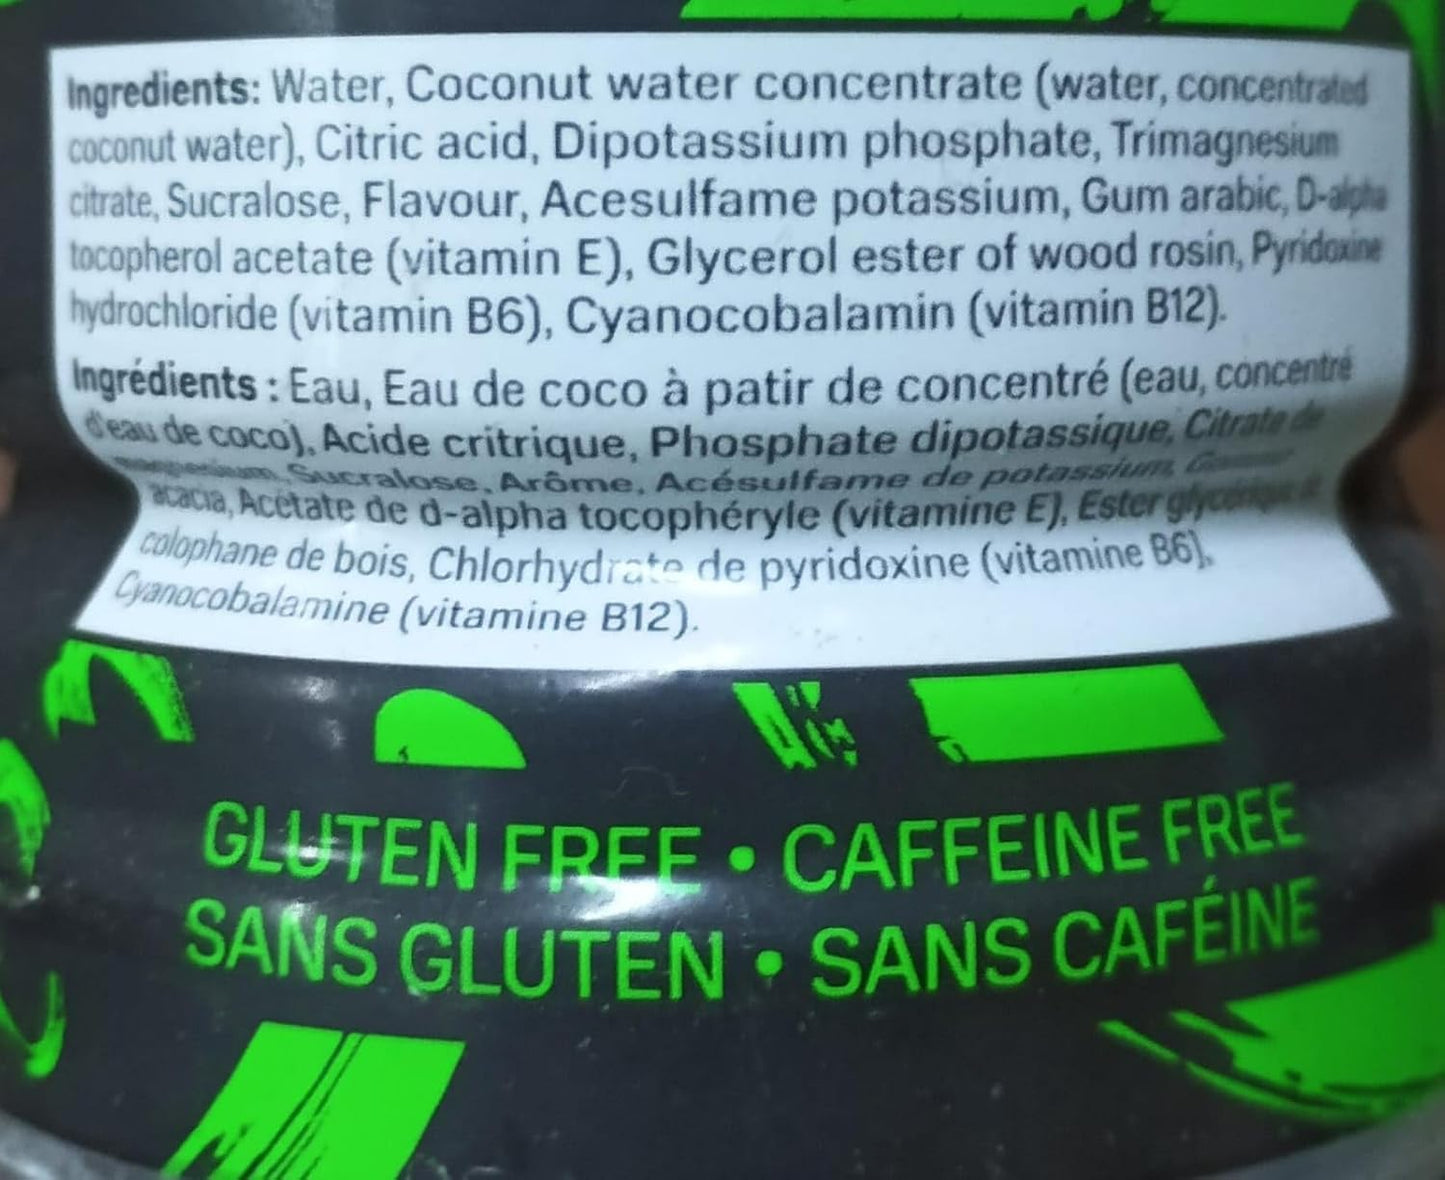 Ingredients: Water, Coconut water concentrate (water, concentrated
coconut water), Citric acid, Dipotassium phosphate, Trimagnesium
citrate, Sucralose, Flavour, Acesulfame potassium, Gum arabic, D-alpha
tocopherol acetate (vitamin E), Glycerol ester of wood rosin, Pyridoxine
hydrochloride (vitamin B6), Cyanocobalamin (vitamin B12).
Ingrédients : Eau, Eau de coco à patir de concentré (eau, concentré
d'eau de coco), Acide critrique, Phosphate dipotassique, Citrate de
magnesium, Sucralose, Arôme, Acésulfame de potassium,
acacia, Acétate de d-alpha tocophéryle (vitamine E), Ester
colophane de bois, Chlorhydrate de pyridoxine (vitamine B6),
Cyanocobalamine (vitamine B12).
GLUTEN FREE • CAFFEINE FREE
SANS GLUTEN • SANS CAFÉINE